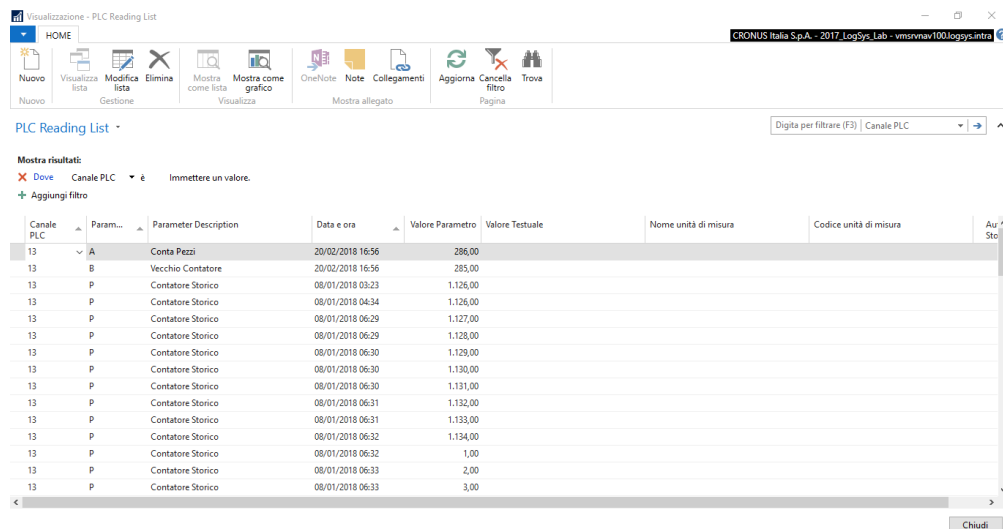 Visualizzazione - PLC Reading List
HOME
CRONUS Italia S.p.A. - 2017_LogSys_Lab - vmsrvnav100.logsys.intra
Nuovo Visualizza lista Modifica lista Elimina Mostra come lista Mostra come grafico OneNote Note Collegamenti Aggiorna Cancella filtro Trova
Nuovo Gestione Visualizza Mostra allegato Pagina
PLC Reading List Digita per filtrare (F3) Canale PLC
Mostra risultati:
Dove Canale PLC è Immettere un valore.
Aggiungi filtro
Canale PLC Param... Parameter Description Data e ora Valore Parametro Valore Testuale Nome unità di misura Codice unità di misura
13 A Conta Pezzi 20/02/2018 16:56 286,00
13 B Vecchio Contatore 20/02/2018 16:56 285,00
13 P Contatore Storico 08/01/2018 03:23 1.126,00
13 P Contatore Storico 08/01/2018 04:34 1.126,00
13 P Contatore Storico 08/01/2018 06:29 1.127,00
13 P Contatore Storico 08/01/2018 06:29 1.128,00
13 P Contatore Storico 08/01/2018 06:30 1.129,00
13 P Contatore Storico 08/01/2018 06:30 1.130,00
13 P Contatore Storico 08/01/2018 06:30 1.131,00
13 P Contatore Storico 08/01/2018 06:31 1.132,00
13 P Contatore Storico 08/01/2018 06:31 1.133,00
13 P Contatore Storico 08/01/2018 06:32 1.134,00
13 P Contatore Storico 08/01/2018 06:32 1,00
13 P Contatore Storico 08/01/2018 06:33 2,00
13 P Contatore Storico 08/01/2018 06:33 3,00
Chiudi